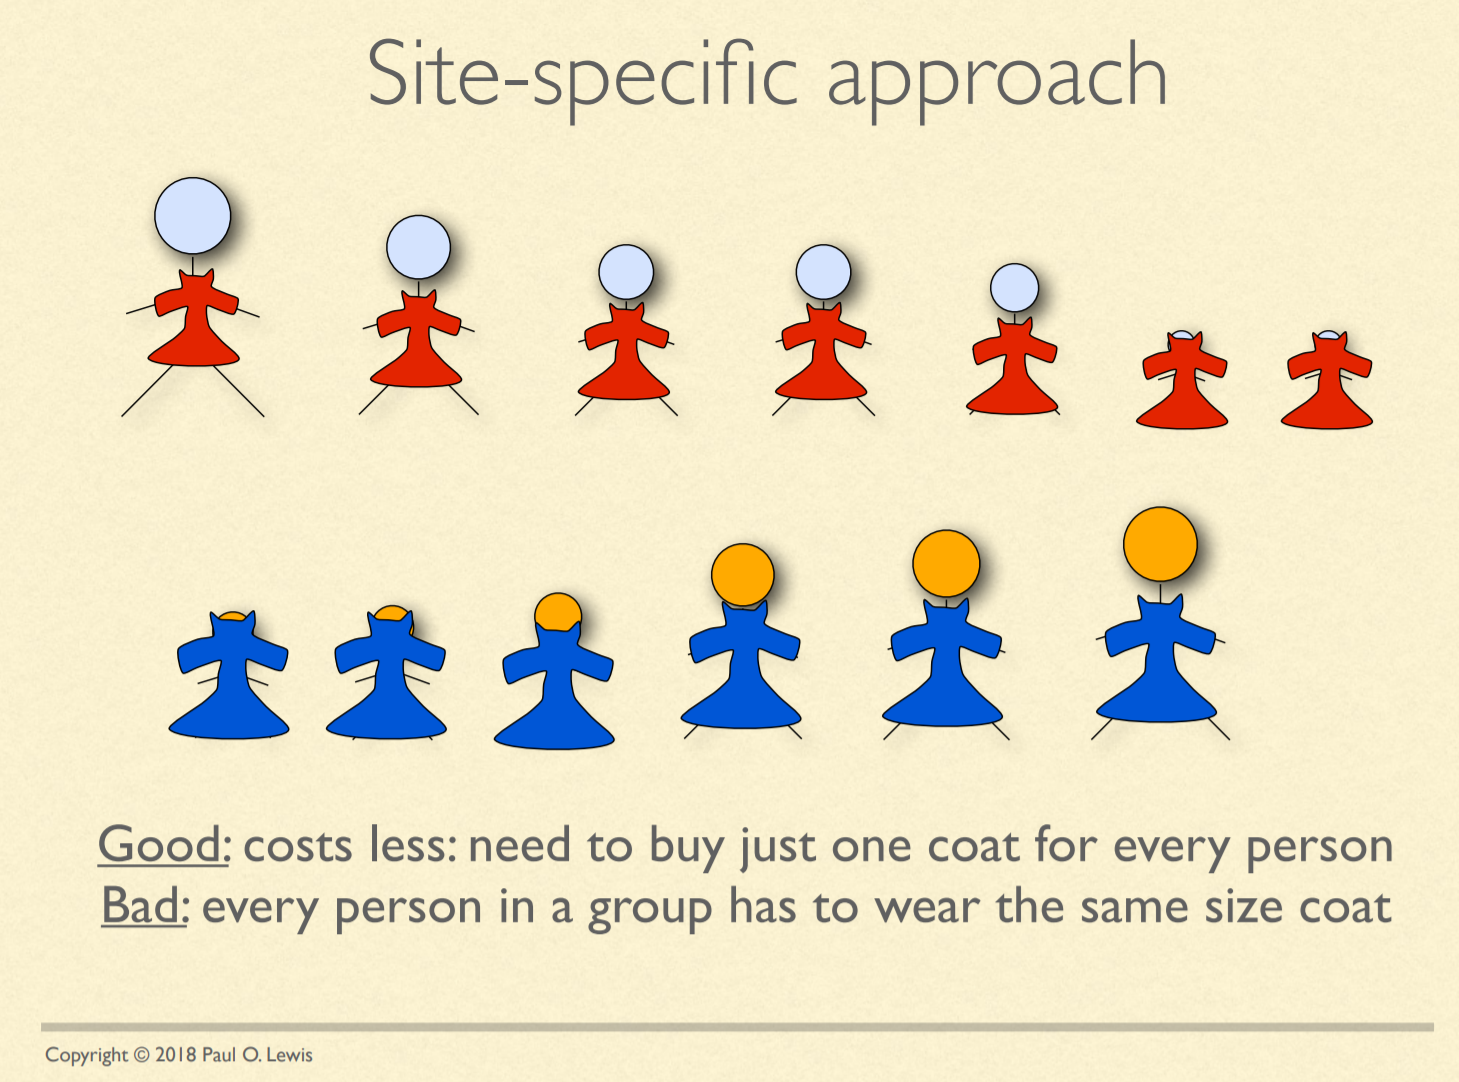 Site-specific approach
Good: costs less: need to buy just one coat for every person
Bad: every person in a group has to wear the same size coat
Copyright © 2018 Paul O. Lewis